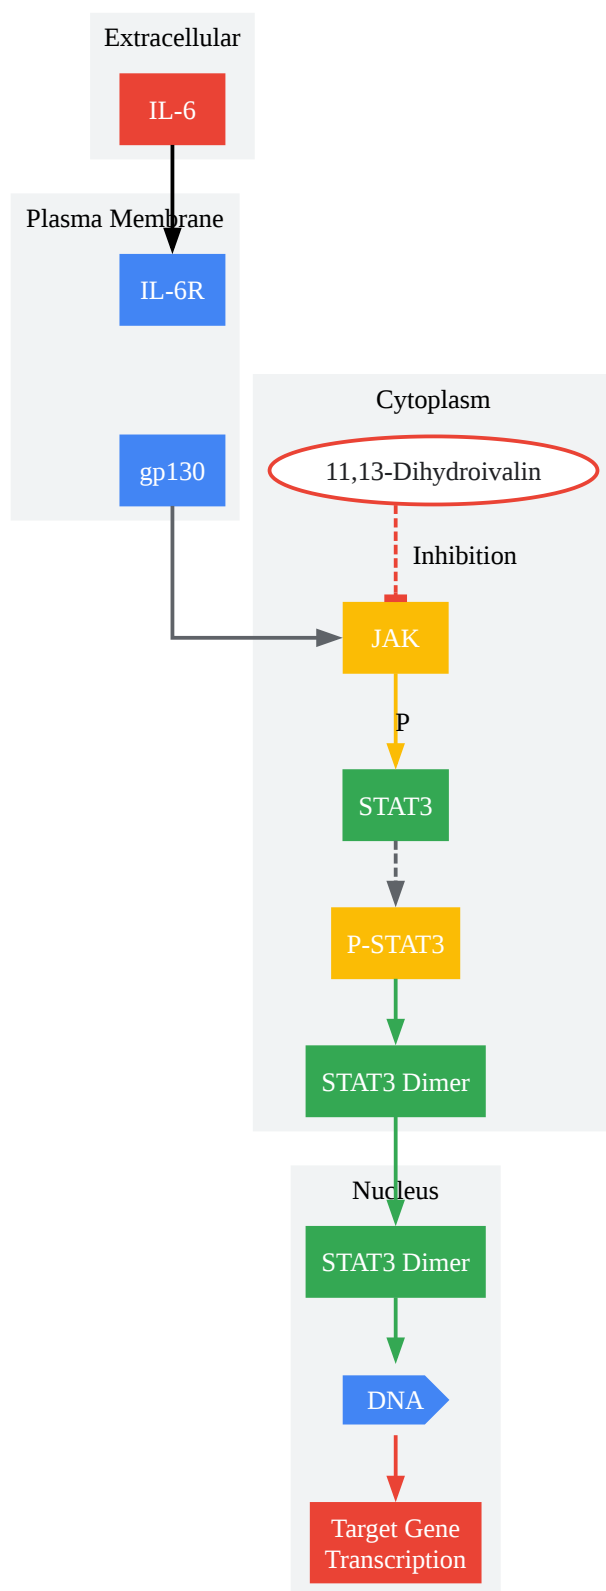 Extracellular
IL-6
Plasma Membrane
IL-6R
gp130
Cytoplasm
11,13-Dihydroivalin
Inhibition
JAK
P
STAT3
P-STAT3
STAT3 Dimer
Nucleus
STAT3 Dimer
DNA
Target Gene
Transcription